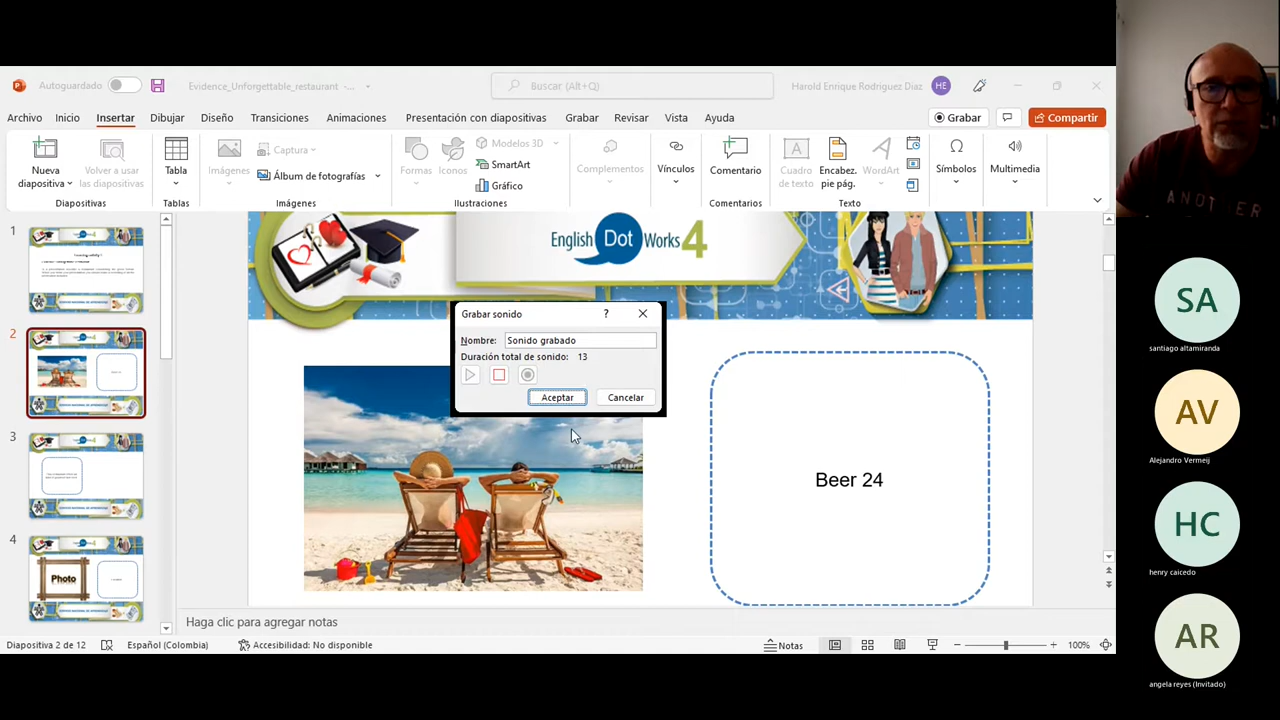 Autoguardado
Evidence_Unforgettable_restaurant -...
Buscar (Alt+Q)
Harold Enrique Rodriguez Diaz
HE
Archivo Inicio Insertar Dibujar Diseño Transiciones Animaciones Presentación con diapositivas Grabar Revisar Vista Ayuda
Grabar
Compartir
Nueva diapositiva
Volver a usar las diapositivas
Diapositivas
Tabla
Tablas
Imágenes
Captura
Álbum de fotografías
Imágenes
Formas
Iconos
Modelos 3D
SmartArt
Gráfico
Ilustraciones
Complementos
Vínculos
Comentario
Comentarios
Cuadro de texto
Encabez. pie pág.
WordArt
Texto
Símbolos
Multimedia
1
2
3
4
Photo
English Dot Works 4
Grabar sonido
?
Nombre: Sonido grabado
Duración total de sonido: 13
Aceptar Cancelar
Beer 24
Haga clic para agregar notas
Diapositiva 2 de 12
Español (Colombia)
Accesibilidad: No disponible
Notas
100%
ANOTHER
SA
santiago altamiranda
AV
Alejandro Vermeij
HC
henry caicedo
AR
angela reyes (Invitado)